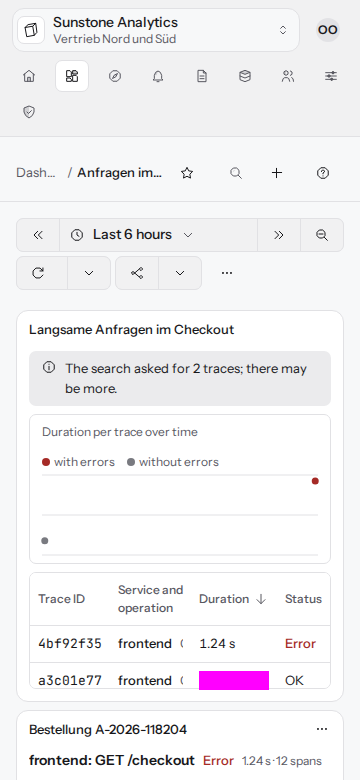 Sunstone Analytics
Vertrieb Nord und Süd
OO
Dash... / Anfragen im...
Last 6 hours
Langsame Anfragen im Checkout
The search asked for 2 traces; there may
be more.
Duration per trace over time
with errors without errors
Trace ID Service and operation Duration Status
4bf92f35 frontend 1.24 s Error
a3c01e77 frontend OK
Bestellung A-2026-118204
frontend: GET /checkout Error 1.24 s · 12 spans